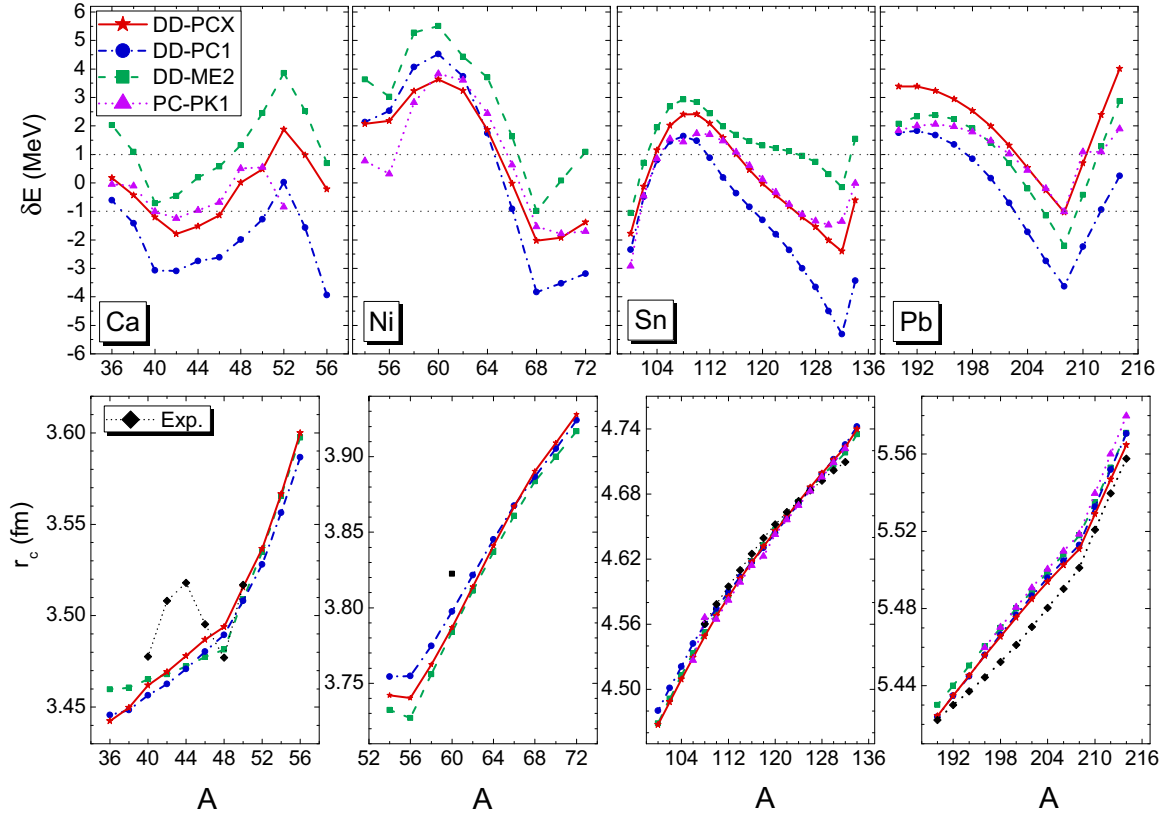 DD-PCX
DD-PC1
DD-ME2
PC-PK1
δE (MeV)
6
5
4
3
2
1
0
-1
-2
-3
-4
-5
-6
Ca
Ni
Sn
Pb
36 40 44 48 52 56
56 60 64 68 72
104 112 120 128 136
192 198 204 210 216
Exp.
r_c (fm)
3.60
3.55
3.50
3.45
3.90
3.85
3.80
3.75
4.74
4.68
4.62
4.56
4.50
5.56
5.52
5.48
5.44
36 40 44 48 52 56
52 56 60 64 68 72
104 112 120 128 136
192 198 204 210 216
A A A A